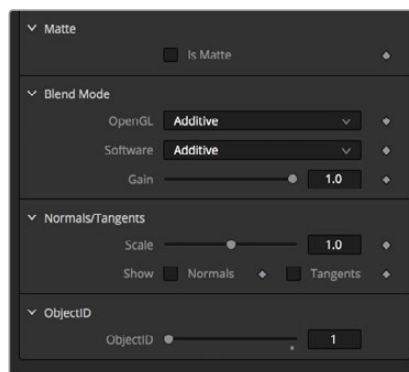 Matte
Is Matte
Blend Mode
OpenGL Additive
Software Additive
Gain 1.0
Normals/Tangents
Scale 1.0
Show Normals Tangents
ObjectID
ObjectID 1